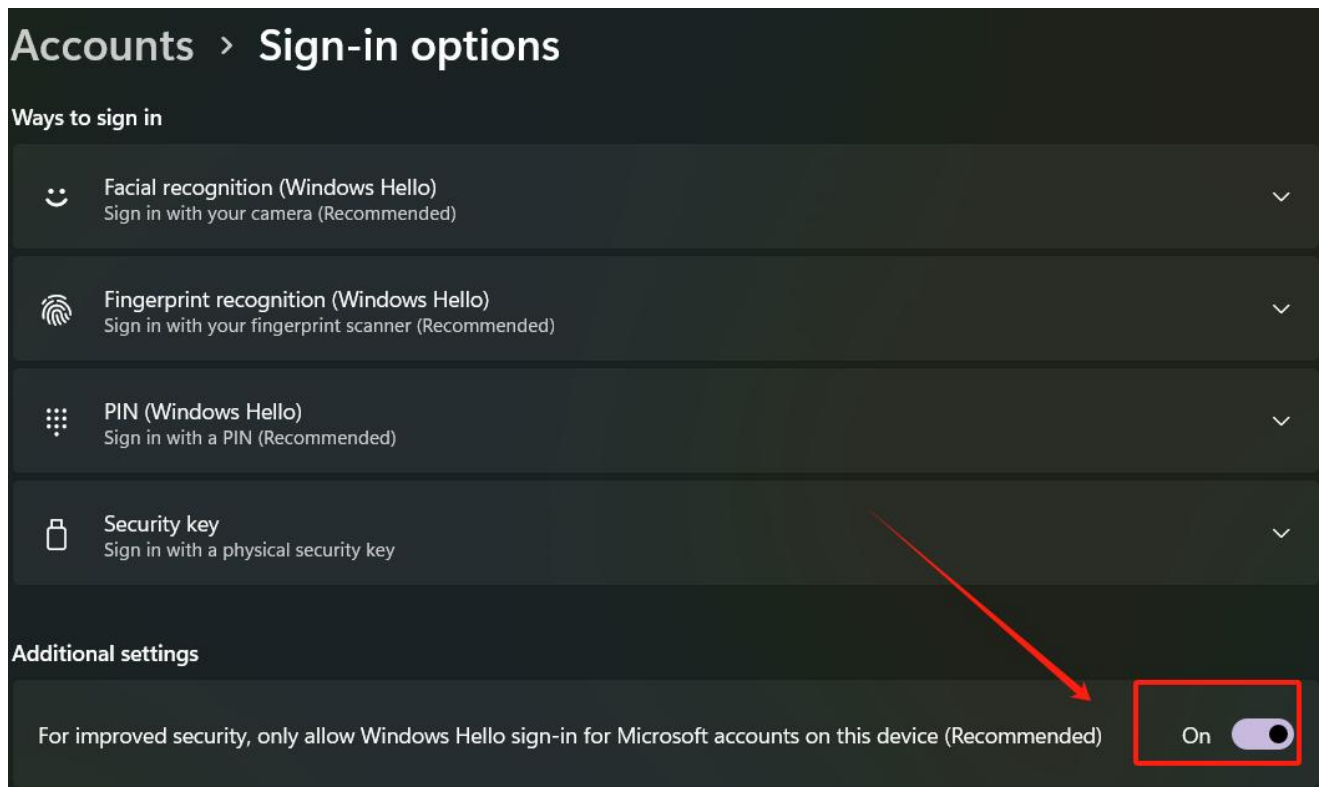 Accounts > Sign-in options
Ways to sign in
Facial recognition (Windows Hello)
Sign in with your camera (Recommended)
Fingerprint recognition (Windows Hello)
Sign in with your fingerprint scanner (Recommended)
PIN (Windows Hello)
Sign in with a PIN (Recommended)
Security key
Sign in with a physical security key
Additional settings
For improved security, only allow Windows Hello sign-in for Microsoft accounts on this device (Recommended) On